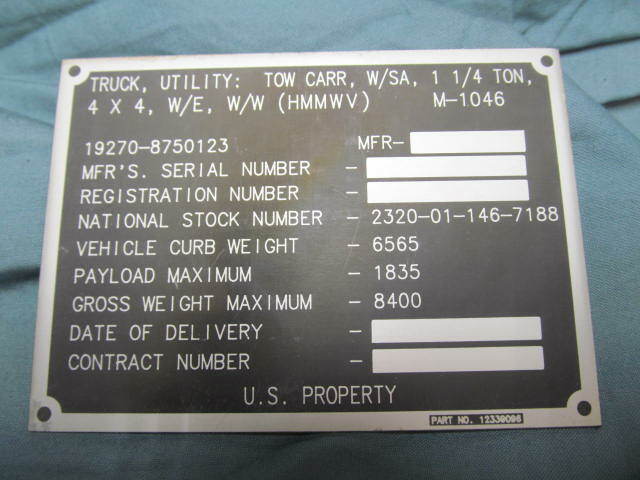 TRUCK, UTILITY: TOW CARR, W/SA, 1 1/4 TON,
4 X 4, W/E, W/W (HMMWV) M-1046
19270-8750123 MFR-
MFR'S. SERIAL NUMBER -
REGISTRATION NUMBER -
NATIONAL STOCK NUMBER - 2320-01-146-7188
VEHICLE CURB WEIGHT - 6565
PAYLOAD MAXIMUM - 1835
GROSS WEIGHT MAXIMUM - 8400
DATE OF DELIVERY -
CONTRACT NUMBER -
U.S. PROPERTY
PART NO. 12339096